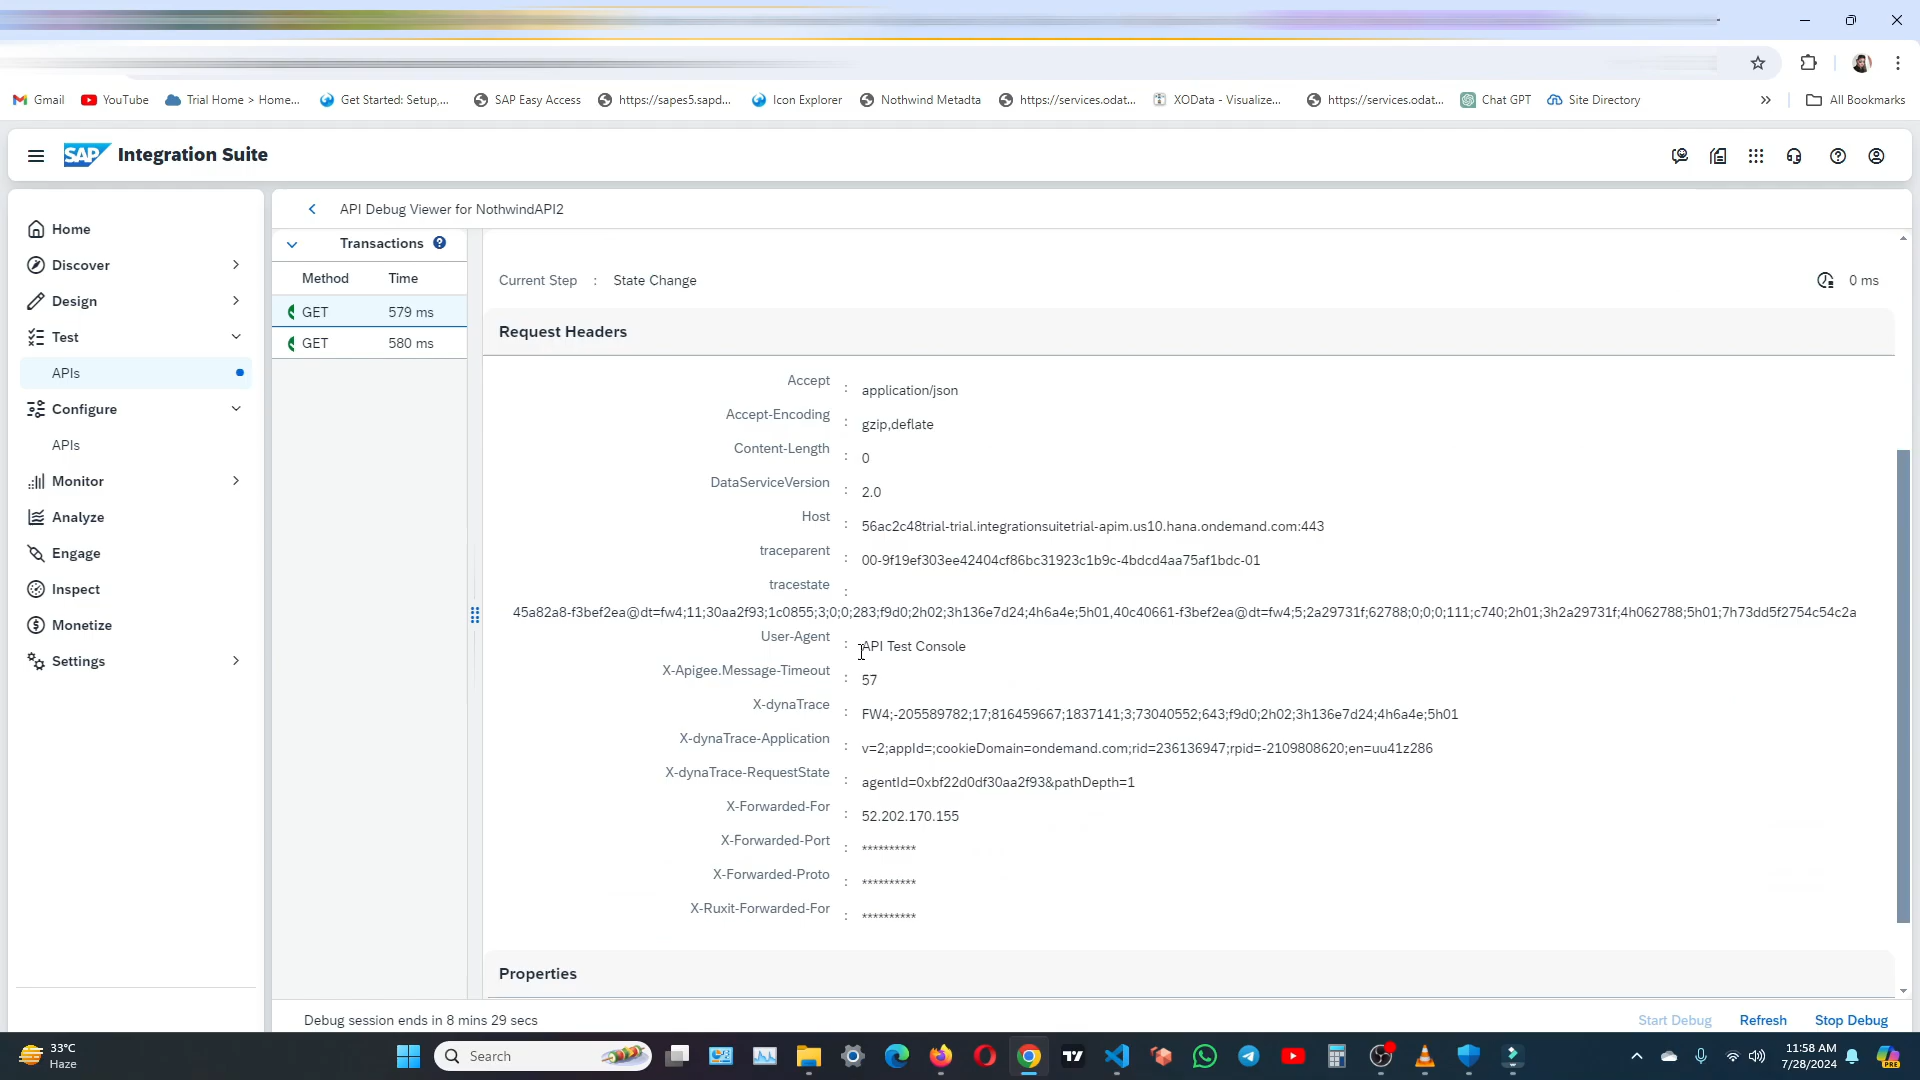 Gmail YouTube Trial Home > Home... Get Started: Setup,... SAP Easy Access https://sapes5.sapd... Icon Explorer Nothwind Metadta https://services.odat... XOData - Visualize... https://services.odat... Chat GPT Site Directory » All Bookmarks
SAP Integration Suite
Home
Discover
Design
Test
APIs
Configure
APIs
Monitor
Analyze
Engage
Inspect
Monetize
Settings
API Debug Viewer for NothwindAPI2
Transactions
Method Time
GET 579 ms
GET 580 ms
Current Step : State Change 0 ms
Request Headers
Accept : application/json
Accept-Encoding : gzip,deflate
Content-Length : 0
DataServiceVersion : 2.0
Host : 56ac2c48trial-trial.integrationsuitetrial-apim.us10.hana.ondemand.com:443
traceparent : 00-9f19ef303ee42404cf86bc31923c1b9c-4bdcd4aa75af1bdc-01
tracestate :
45a82a8-f3bef2ea@dt=fw4;11;30aa2f93;1c0855;3;0;0;283;f9d0;2h02;3h136e7d24;4h6a4e;5h01,40c40661-f3bef2ea@dt=fw4;5;2a29731f;62788;0;0;0;111;c740;2h01;3h2a29731f;4h062788;5h01;7h73dd5f2754c54c2a
User-Agent : API Test Console
X-Apigee.Message-Timeout : 57
X-dynaTrace : FW4;-205589782;17;816459667;1837141;3;73040552;643;f9d0;2h02;3h136e7d24;4h6a4e;5h01
X-dynaTrace-Application : v=2;appId=;cookieDomain=ondemand.com;rid=236136947;rpid=-2109808620;en=uu41z286
X-dynaTrace-RequestState : agentId=0xbf22d0df30aa2f93&pathDepth=1
X-Forwarded-For : 52.202.170.155
X-Forwarded-Port : **********
X-Forwarded-Proto : **********
X-Ruxit-Forwarded-For : **********
Properties
Debug session ends in 8 mins 29 secs Start Debug Refresh Stop Debug
33°C
Haze
Search
11:58 AM
7/28/2024